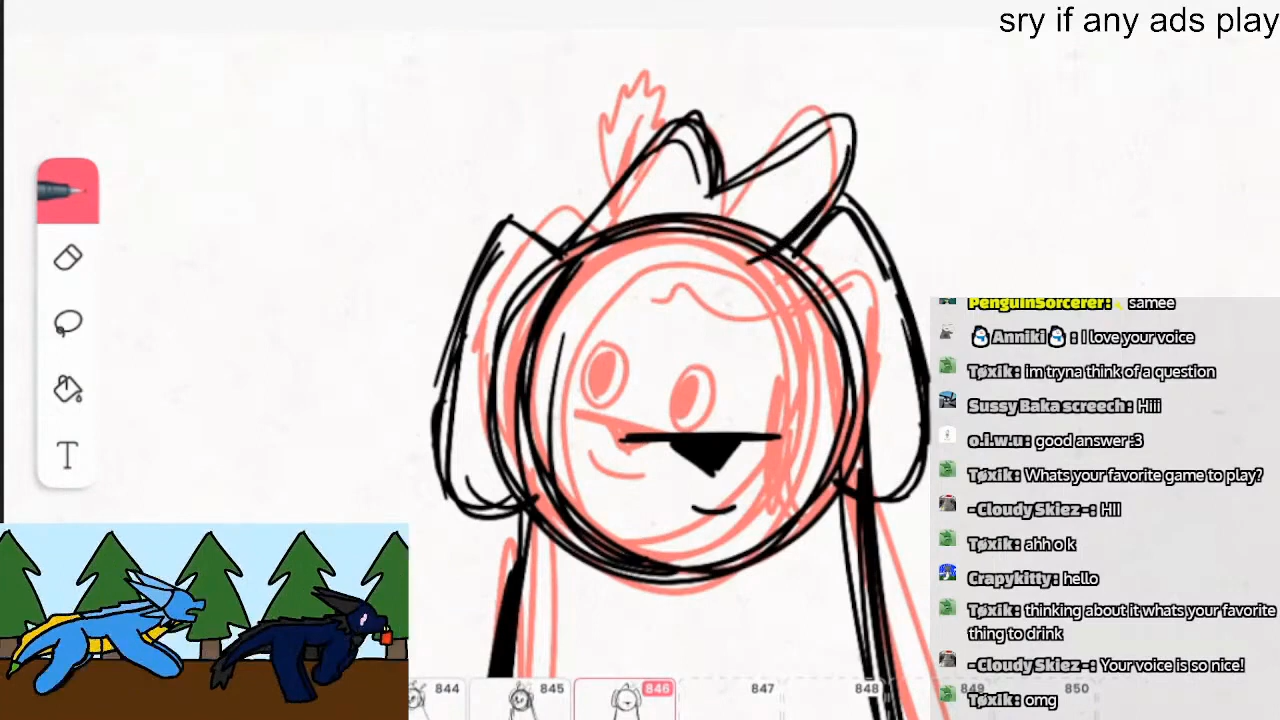 sry if any ads play
PenguinSorcerer: samee
Anniki : I love your voice
Tøxik: im tryna think of a question
Sussy Baka screech: Hiii
o.i.w.u: good answer :3
Tøxik: Whats your favorite game to play?
-Cloudy Skiez-: HII
Tøxik: ahh o k
Crapykitty: hello
Tøxik: thinking about it whats your favorite
thing to drink
-Cloudy Skiez-: Your voice is so nice!
Tøxik: omg
T
844 845 846 847 848 849 850